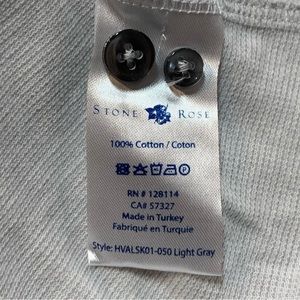 STONE ROSE
100% Cotton / Coton
RN # 128114
CA# 57327
Made in Turkey
Fabriqué en Turquie
Style: HVALSK01-050 Light Gray